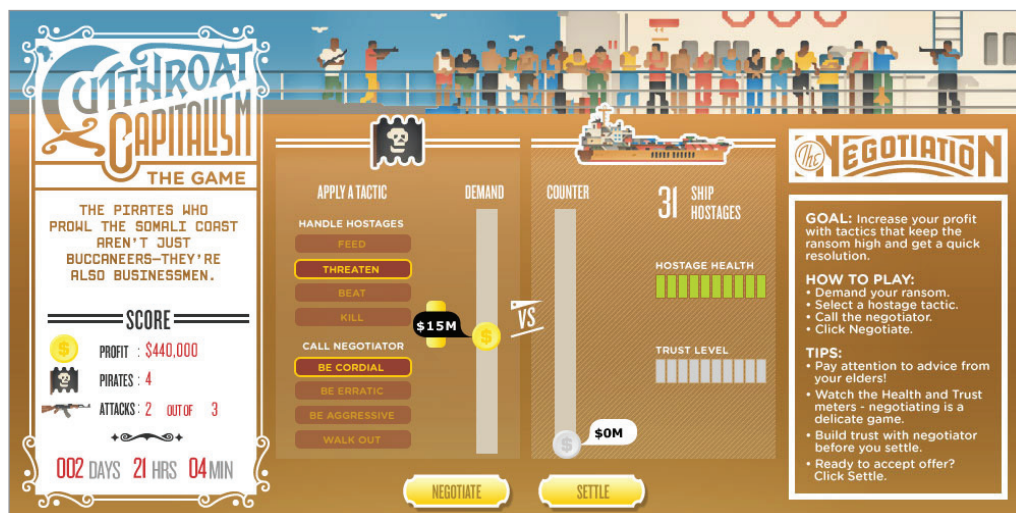 CUTTHROAT
CAPITALISM
THE GAME
THE PIRATES WHO
PROWL THE SOMALI COAST
AREN'T JUST
BUCCANEERS—THEY'RE
ALSO BUSINESSMEN.
SCORE
$
PROFIT : $440,000
PIRATES : 4
ATTACKS : 2 OUT OF 3
002 DAYS 21 HRS 04 MIN
APPLY A TACTIC
DEMAND
HANDLE HOSTAGES
FEED
THREATEN
BEAT
KILL
CALL NEGOTIATOR
BE CORDIAL
BE ERRATIC
BE AGGRESSIVE
WALK OUT
$15M
$
VS
COUNTER
$0M
$
31 SHIP
HOSTAGES
HOSTAGE HEALTH
TRUST LEVEL
NEGOTIATE
SETTLE
The NEGOTIATION
GOAL: Increase your profit
with tactics that keep the
ransom high and get a quick
resolution.
HOW TO PLAY:
• Demand your ransom.
• Select a hostage tactic.
• Call the negotiator.
• Click Negotiate.
TIPS:
• Pay attention to advice from
your elders!
• Watch the Health and Trust
meters - negotiating is a
delicate game.
• Build trust with negotiator
before you settle.
• Ready to accept offer?
Click Settle.